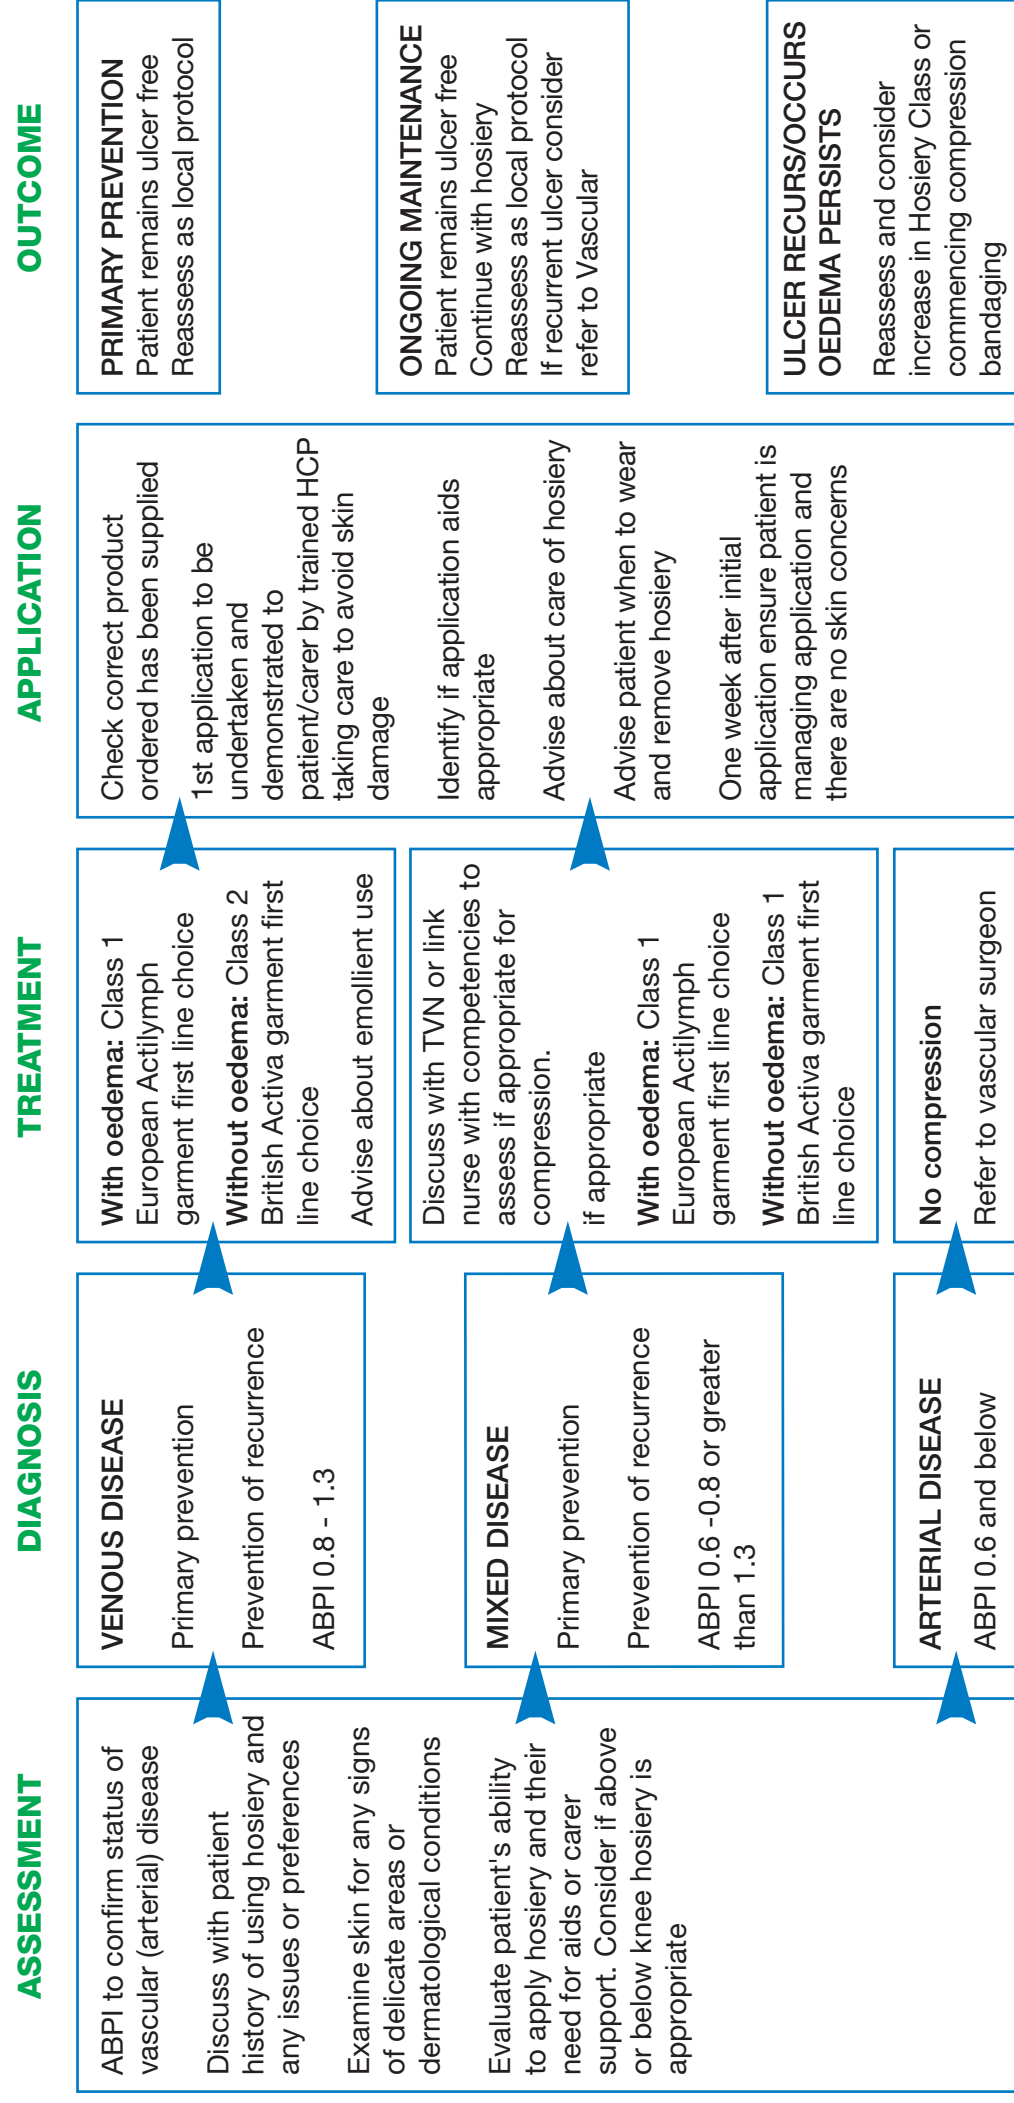 ASSESSMENT
ABPI to confirm status of
vascular (arterial) disease
Discuss with patient
history of using hosiery and
any issues or preferences
Examine skin for any signs
of delicate areas or
dermatological conditions
Evaluate patient's ability
to apply hosiery and their
need for aids or carer
support. Consider if above
or below knee hosiery is
appropriate
DIAGNOSIS
VENOUS DISEASE
Primary prevention
Prevention of recurrence
ABPI 0.8 - 1.3
MIXED DISEASE
Primary prevention
Prevention of recurrence
ABPI 0.6 -0.8 or greater
than 1.3
ARTERIAL DISEASE
ABPI 0.6 and below
TREATMENT
With oedema: Class 1
European Actilymph
garment first line choice
Without oedema: Class 2
British Activa garment first
line choice
Advise about emollient use
Discuss with TVN or link
nurse with competencies to
assess if appropriate for
compression.
if appropriate
With oedema: Class 1
European Actilymph
garment first line choice
Without oedema: Class 1
British Activa garment first
line choice
No compression
Refer to vascular surgeon
APPLICATION
Check correct product
ordered has been supplied
1st application to be
undertaken and
demonstrated to
patient/carer by trained HCP
taking care to avoid skin
damage
Identify if application aids
appropriate
Advise about care of hosiery
Advise patient when to wear
and remove hosiery
One week after initial
application ensure patient is
managing application and
there are no skin concerns
OUTCOME
PRIMARY PREVENTION
Patient remains ulcer free
Reassess as local protocol
ONGOING MAINTENANCE
Patient remains ulcer free
Continue with hosiery
Reassess as local protocol
If recurrent ulcer consider
refer to Vascular
ULCER RECURS/OCCURS
OEDEMA PERSISTS
Reassess and consider
increase in Hosiery Class or
commencing compression
bandaging